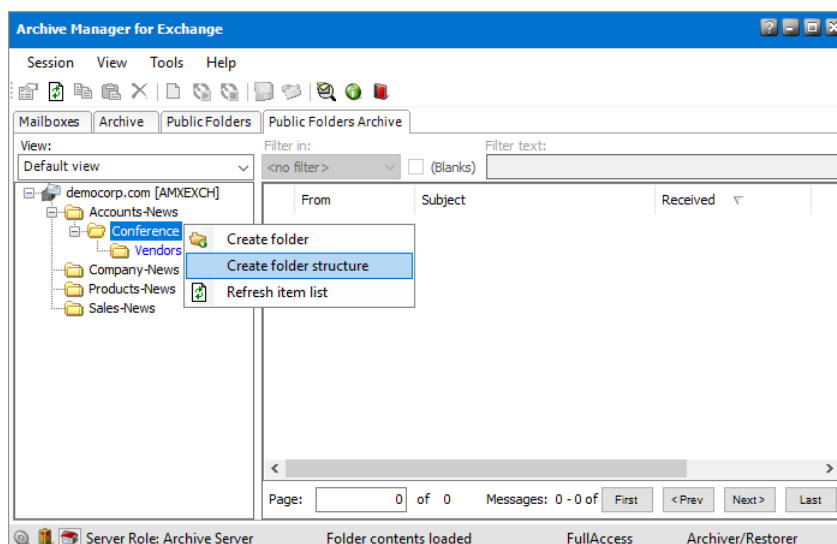 Archive Manager for Exchange
Session View Tools Help
Mailboxes Archive Public Folders Public Folders Archive
View: Filter in: Filter text:
Default view <no filter> (Blanks)
democorp.com [AMXEXCH] From Subject Received
Accounts-News
Conference
Create folder
Vendors
Create folder structure
Company-News
Products-News
Refresh item list
Sales-News
Page: 0 of 0 Messages: 0 - 0 of First < Prev Next > Last
Server Role: Archive Server Folder contents loaded FullAccess Archiver/Restorer